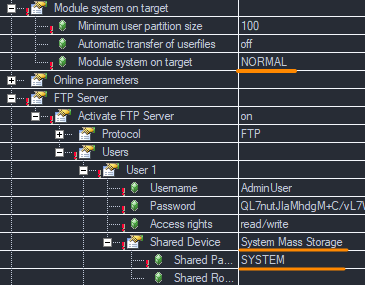 Module system on target
Minimum user partition size 100
Automatic transfer of userfiles off
Module system on target NORMAL
Online parameters
FTP Server
Activate FTP Server on
Protocol FTP
Users
User 1
Username AdminUser
Password
Access rights read/write
Shared Device System Mass Storage
Shared Pa... SYSTEM
Shared Ro...